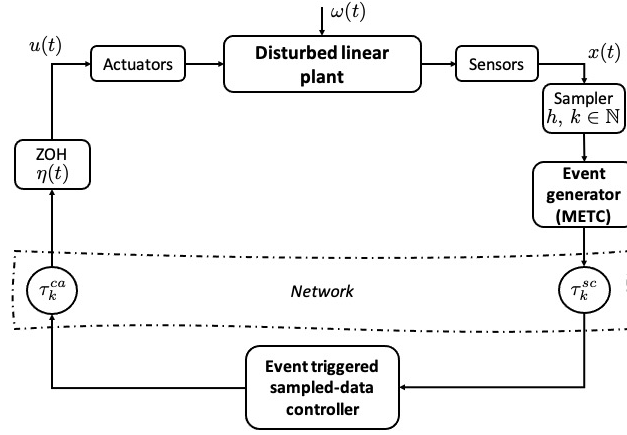 ω(t)
u(t)
Actuators
Disturbed linear
plant
Sensors
x(t)
Sampler
h, k ∈ ℕ
ZOH
η(t)
Event
generator
(METC)
τ_k^{ca}
Network
τ_k^{sc}
Event triggered
sampled-data
controller